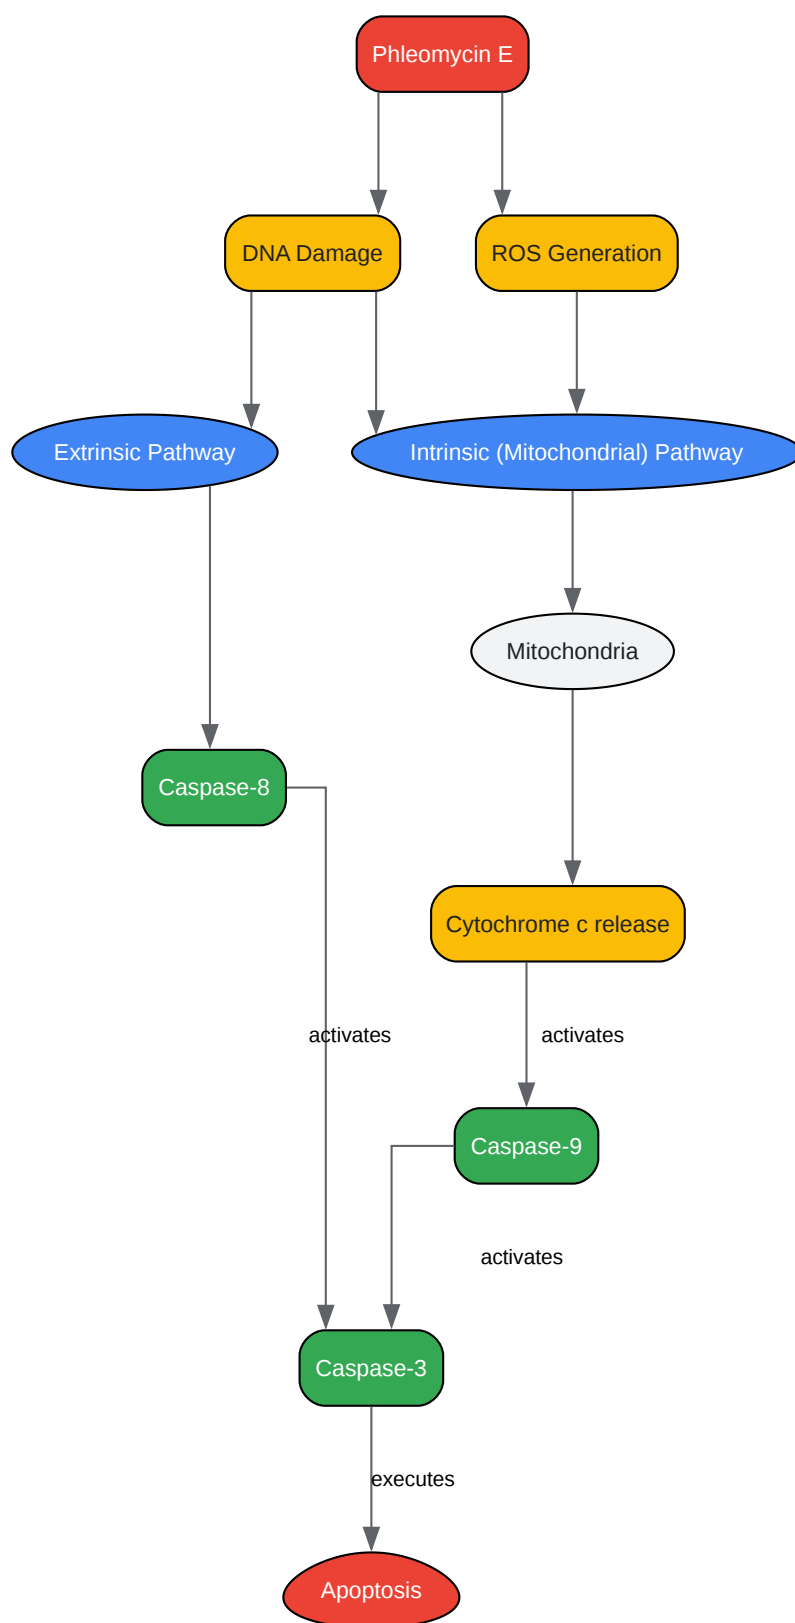 Phleomycin E
DNA Damage
ROS Generation
Extrinsic Pathway
Intrinsic (Mitochondrial) Pathway
Mitochondria
Caspase-8
Cytochrome c release
activates
activates
Caspase-9
activates
Caspase-3
executes
Apoptosis